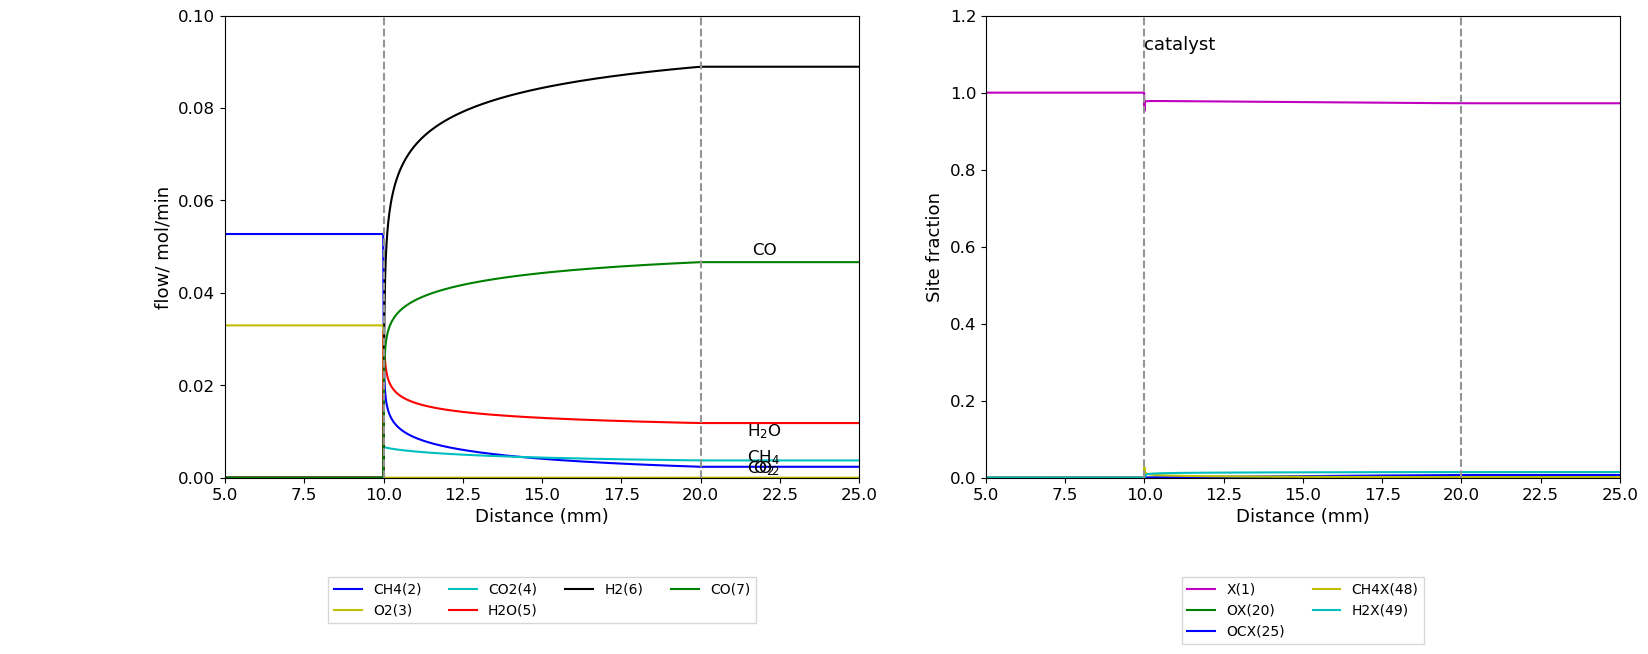 0.10
0.08
0.06
0.04
0.02
0.00
flow/ mol/min
CO
H₂O
CH₄
5.0 7.5 10.0 12.5 15.0 17.5 20.0 22.5 25.0
Distance (mm)
CH4(2) CO2(4) H2(6) CO(7)
O2(3) H2O(5)
1.2
1.0
0.8
0.6
0.4
0.2
0.0
Site fraction
catalyst
5.0 7.5 10.0 12.5 15.0 17.5 20.0 22.5 25.0
Distance (mm)
X(1) CH4X(48)
OX(20) H2X(49)
OCX(25)